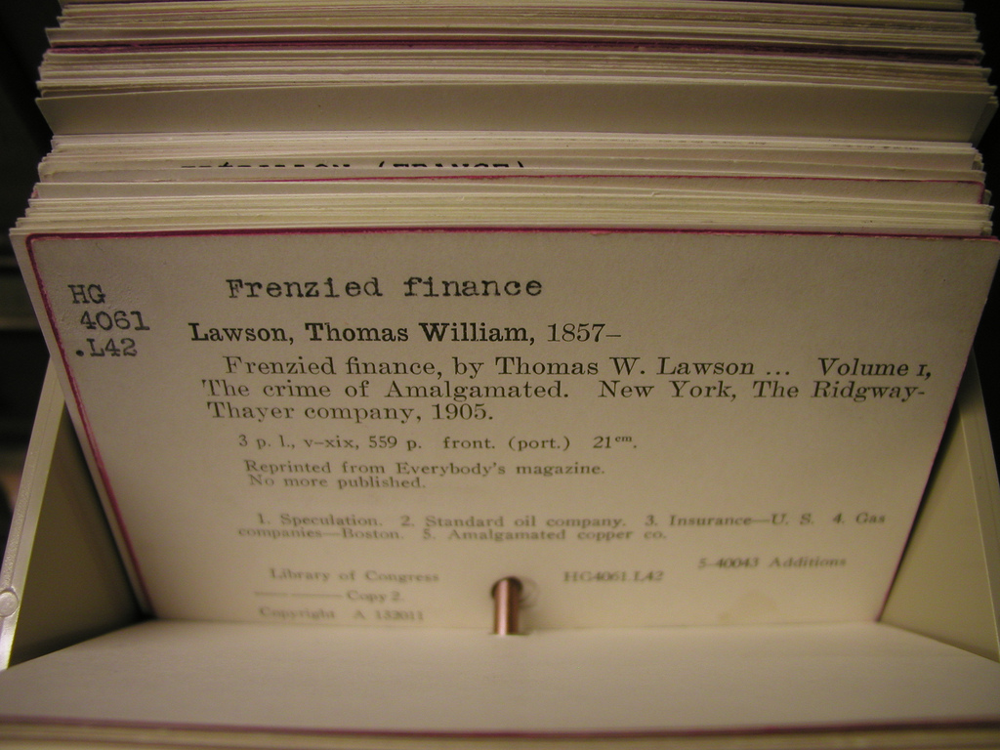 (FRANCE)
Frenzied finance
HG
4061
.L42
Lawson, Thomas William, 1857–
Frenzied finance, by Thomas W. Lawson ... Volume I,
The crime of Amalgamated. New York, The Ridgway-
Thayer company, 1905.
3 p. l., v–xix, 559 p. front. (port.) 21cm.
Reprinted from Everybody's magazine.
No more published.
1. Speculation. 2. Standard oil company. 3. Insurance—U. S. 4. Gas
companies—Boston. 5. Amalgamated copper co.
5–40043 Additions
Library of Congress HG4061.L42
——— Copy 2.
Copyright A 152011